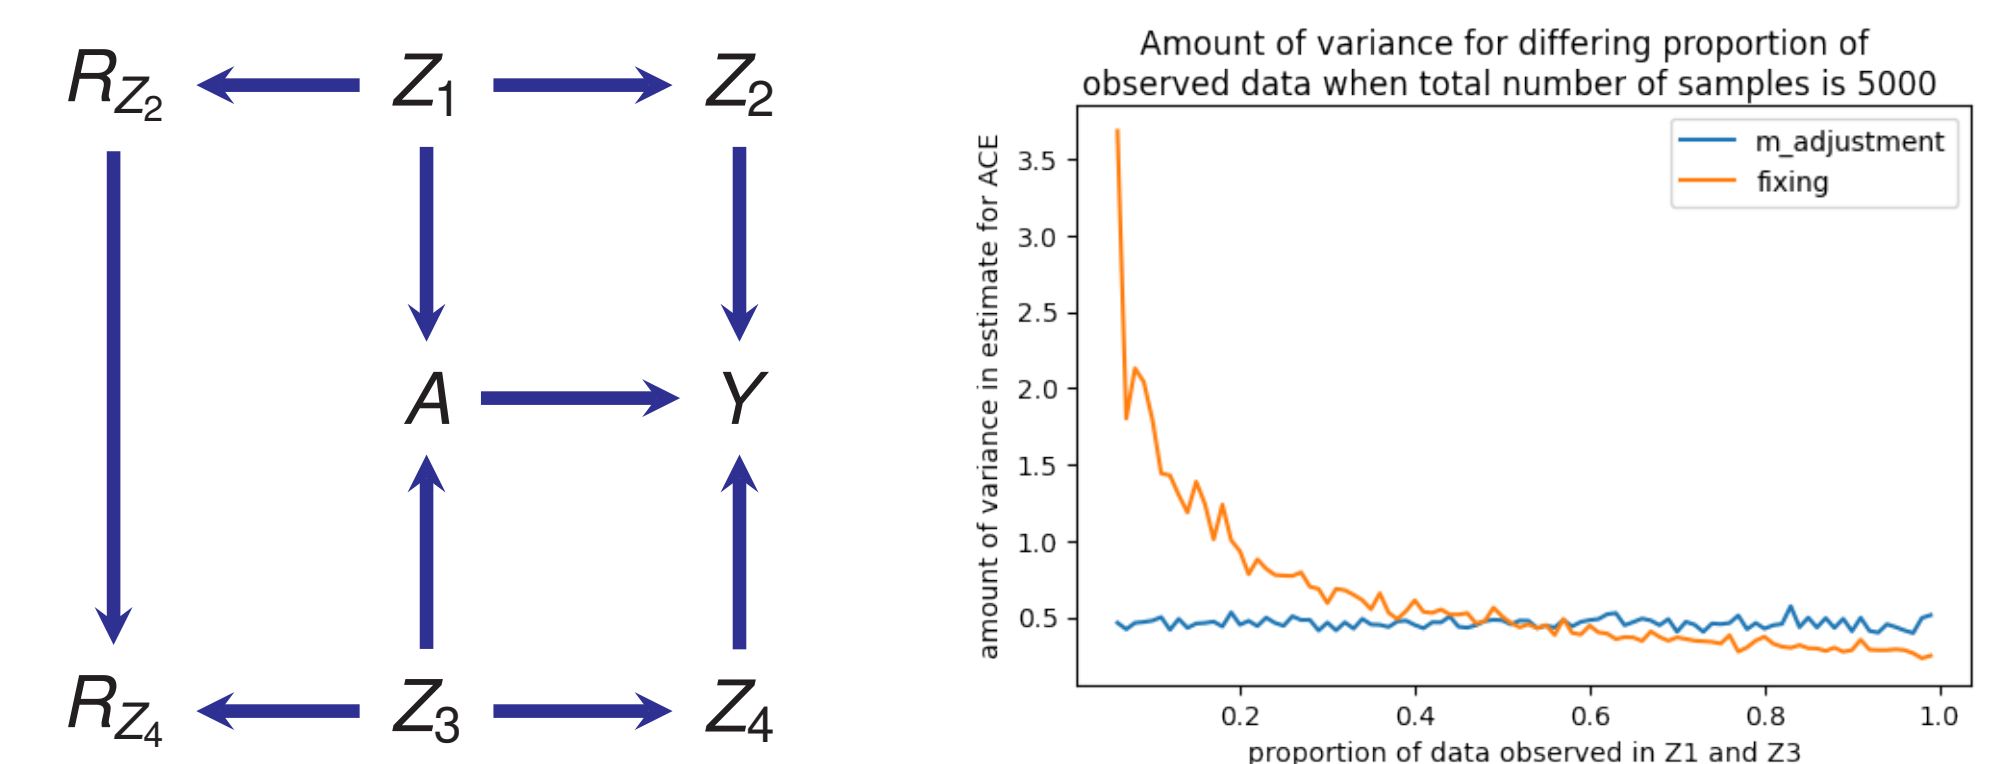 R_{Z_2} Z_1 Z_2
A Y
R_{Z_4} Z_3 Z_4
Amount of variance for differing proportion of
observed data when total number of samples is 5000
m_adjustment
fixing
amount of variance in estimate for ACE
3.5
3.0
2.5
2.0
1.5
1.0
0.5
0.2 0.4 0.6 0.8 1.0
proportion of data observed in Z1 and Z3